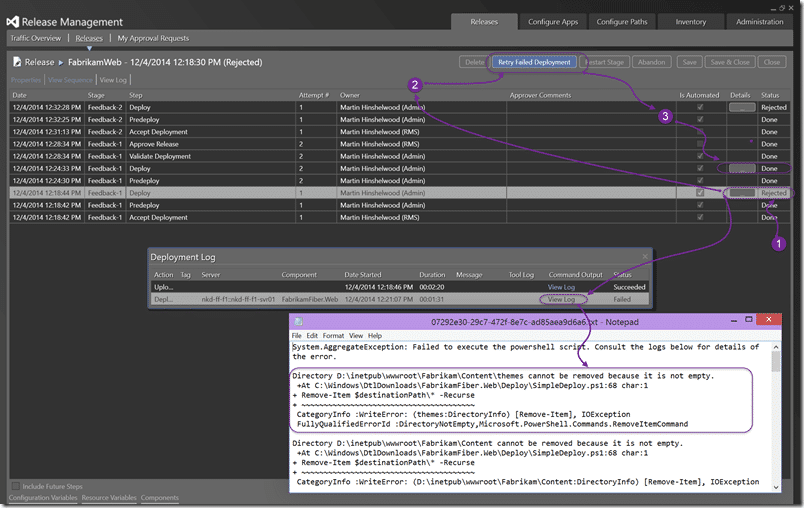 Release Management
Releases
Configure Apps
Configure Paths
Inventory
Administration
Traffic Overview | Releases | My Approval Requests
Release ▸ FabrikamWeb - 12/4/2014 12:18:30 PM (Rejected)
Delete
Retry Failed Deployment
Restart Stage
Abandon
Save
Save & Close
Close
Properties | View Sequence | View Log
Date Stage Step Attempt # Owner Approver Comments Is Automated Details Status
12/4/2014 12:32:28 PM Feedback-2 Deploy 1 Martin Hinshelwood (Admin) ... Rejected
12/4/2014 12:32:25 PM Feedback-2 Predeploy 1 Martin Hinshelwood (Admin) Done
12/4/2014 12:31:13 PM Feedback-2 Accept Deployment 1 Martin Hinshelwood (RMS) Done
12/4/2014 12:28:34 PM Feedback-1 Approve Release 2 Martin Hinshelwood (RMS) Done
12/4/2014 12:28:34 PM Feedback-1 Validate Deployment 2 Martin Hinshelwood (Admin) Done
12/4/2014 12:24:33 PM Feedback-1 Deploy 2 Martin Hinshelwood (Admin) ... Done
12/4/2014 12:24:30 PM Feedback-1 Predeploy 2 Martin Hinshelwood (Admin) Done
12/4/2014 12:18:44 PM Feedback-1 Deploy 1 Martin Hinshelwood (Admin) ... Rejected
12/4/2014 12:18:42 PM Feedback-1 Predeploy 1 Martin Hinshelwood (Admin) Done
12/4/2014 12:18:42 PM Feedback-1 Accept Deployment 1 Martin Hinshelwood (RMS) Done
2
3
1
Deployment Log
Action Tag Server Component Date Started Duration Message Tool Log Command Output Status
Uplo... 12/4/2014 12:18:46 PM 00:02:20 View Log Succeeded
Depl... nkd-ff-f1::nkd-ff-f1-svr01 FabrikamFiber.Web 12/4/2014 12:21:07 PM 00:01:31 View Log Failed
07292e30-29c7-472f-8e7c-ad85aea9d6a6.txt - Notepad
File Edit Format View Help
System.AggregateException: Failed to execute the powershell script. Consult the logs below for details of
the error.
Directory D:\inetpub\wwwroot\Fabrikam\Content\themes cannot be removed because it is not empty.
+At C:\Windows\DtlDownloads\FabrikamFiber.Web\Deploy\SimpleDeploy.ps1:68 char:1
+ Remove-Item $destinationPath\* -Recurse
+ ~~~~~~~~~~~~~~~~~~~~~~~~~~~~~~~~~~~~~~~
CategoryInfo :WriteError: (themes:DirectoryInfo) [Remove-Item], IOException
FullyQualifiedErrorId :DirectoryNotEmpty,Microsoft.PowerShell.Commands.RemoveItemCommand
Directory D:\inetpub\wwwroot\Fabrikam\Content cannot be removed because it is not empty.
+At C:\Windows\DtlDownloads\FabrikamFiber.Web\Deploy\SimpleDeploy.ps1:68 char:1
+ Remove-Item $destinationPath\* -Recurse
+ ~~~~~~~~~~~~~~~~~~~~~~~~~~~~~~~~~~~~~~~
CategoryInfo :WriteError: (D:\inetpub\wwwroot\Fabrikam\Content:DirectoryInfo) [Remove-Item], IOException
Include Future Steps
Configuration Variables Resource Variables Components